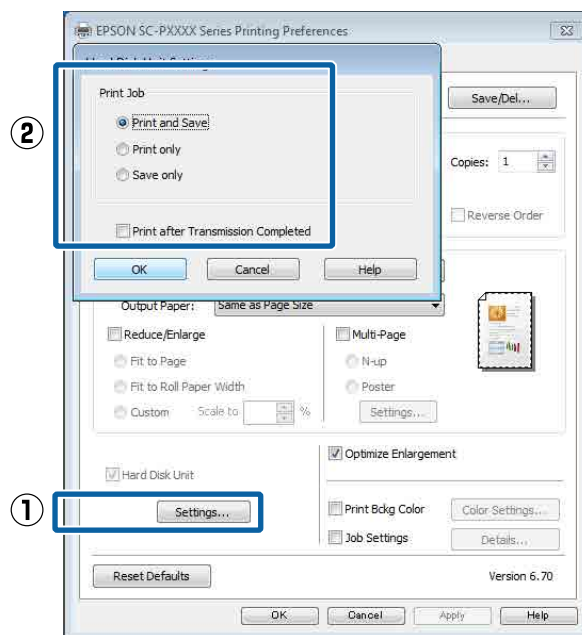 EPSON SC-PXXXX Series Printing Preferences
Print Job
Save/Del...
②
Print and Save
Print only
Copies: 1
Save only
Reverse Order
Print after Transmission Completed
OK Cancel Help
Output Paper: Same as Page Size
Reduce/Enlarge Multi-Page
Fit to Page N-up
Fit to Roll Paper Width Poster
Custom Scale to % Settings...
Optimize Enlargement
Hard Disk Unit
①
Settings... Print Bckg Color Color Settings...
Job Settings Details...
Reset Defaults Version 6.70
OK Cancel Apply Help